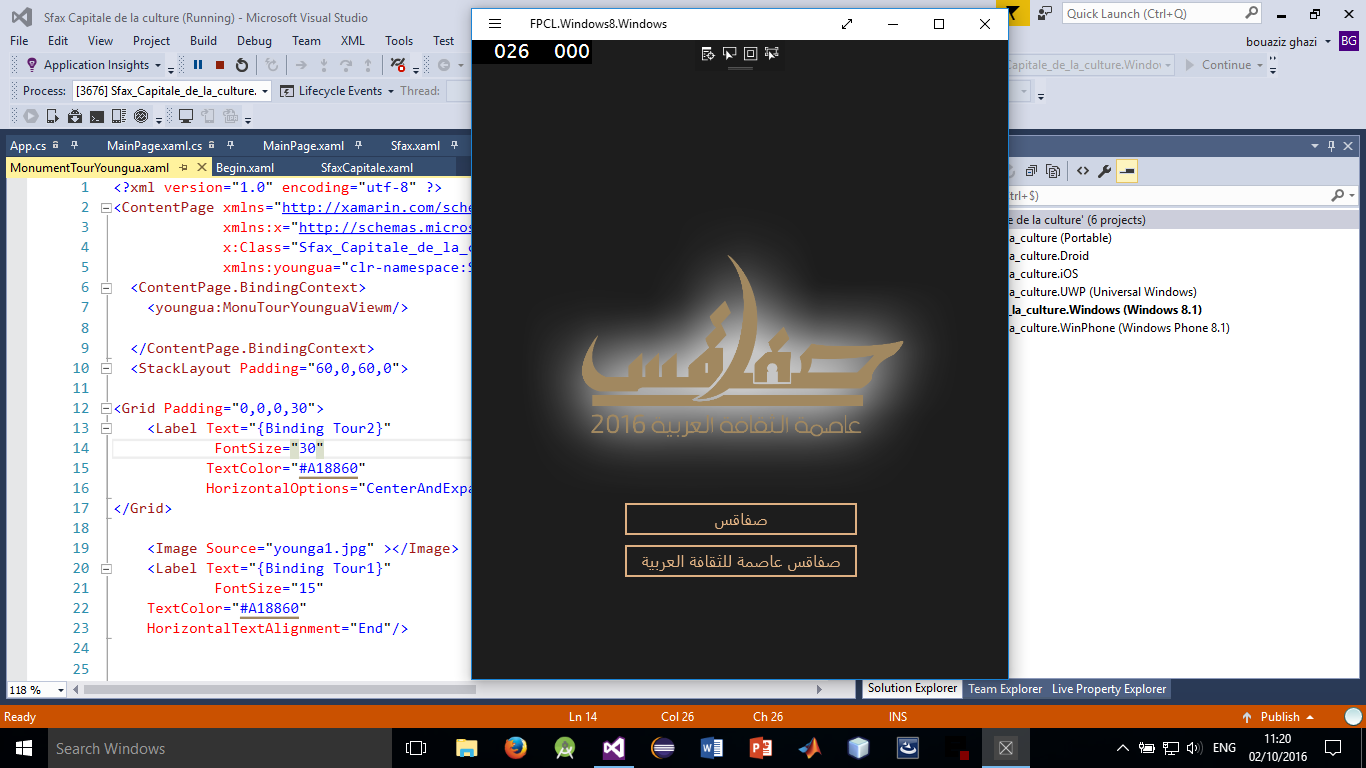 Sfax Capitale de la culture (Running) - Microsoft Visual Studio
Quick Launch (Ctrl+Q)
File Edit View Project Build Debug Team XML Tools Test
bouaziz ghazi BG
Application Insights
Capitale_de_la_culture.Window Continue
Process: [3676] Sfax_Capitale_de_la_culture. Lifecycle Events Thread:
App.cs MainPage.xaml.cs MainPage.xaml Sfax.xaml
MonumentTourYoungua.xaml Begin.xaml SfaxCapitale.xaml
1 <?xml version="1.0" encoding="utf-8" ?>
2 <ContentPage xmlns="http://xamarin.com/sche
3 xmlns:x="http://schemas.micros
4 x:Class="Sfax_Capitale_de_la_c
5 xmlns:youngua="clr-namespace:S
6 <ContentPage.BindingContext>
7 <youngua:MonuTourYounguaViewm/>
8
9 </ContentPage.BindingContext>
10 <StackLayout Padding="60,0,60,0">
11
12 <Grid Padding="0,0,0,30">
13 <Label Text="{Binding Tour2}"
14 FontSize="30"
15 TextColor="#A18860"
16 HorizontalOptions="CenterAndExpa
17 </Grid>
18
19 <Image Source="younga1.jpg" ></Image>
20 <Label Text="{Binding Tour1}"
21 FontSize="15"
22 TextColor="#A18860"
23 HorizontalTextAlignment="End"/>
24
25
118 %
FPCL.Windows8.Windows
026 000
صفاقس
عاصمة الثقافة العربية 2016
صفاقس
صفاقس عاصمة للثقافة العربية
trl+$)
e de la culture' (6 projects)
a_culture (Portable)
a_culture.Droid
a_culture.iOS
a_culture.UWP (Universal Windows)
_la_culture.Windows (Windows 8.1)
a_culture.WinPhone (Windows Phone 8.1)
Solution Explorer Team Explorer Live Property Explorer
Ready Ln 14 Col 26 Ch 26 INS Publish
Search Windows
ENG
11:20
02/10/2016